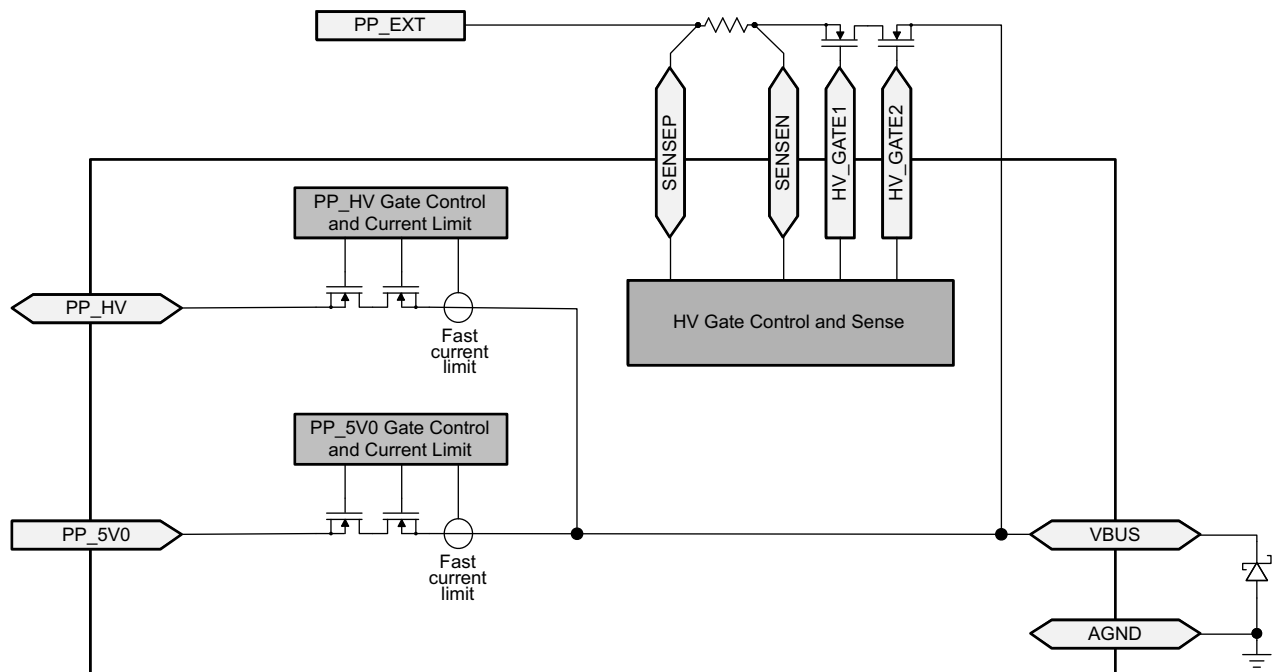 PP_EXT
SENSEP
SENSEN
HV_GATE1
HV_GATE2
PP_HV Gate Control
and Current Limit
PP_HV
Fast
current
limit
HV Gate Control and Sense
PP_5V0 Gate Control
and Current Limit
PP_5V0
Fast
current
limit
VBUS
AGND